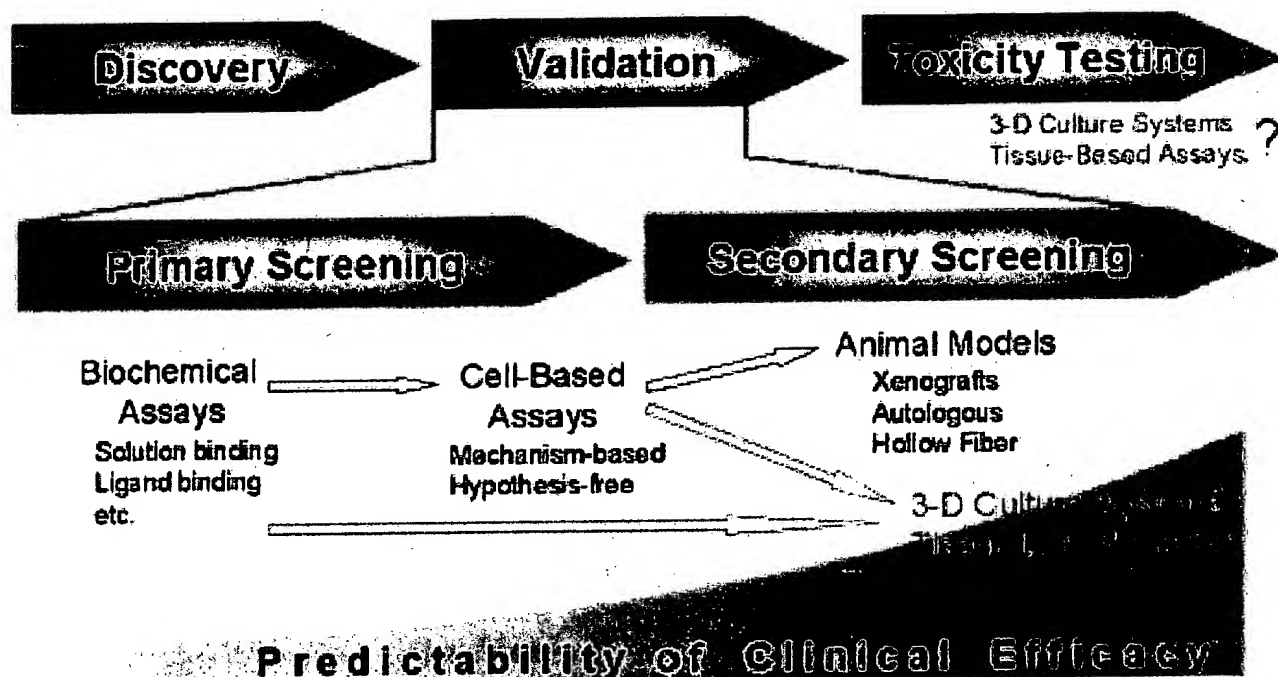 Discovery
Validation
Toxicity Testing
3-D Culture Systems
Tissue-Based Assays
?
Primary Screening
Secondary Screening
Biochemical
Assays
Solution binding
Ligand binding
etc.
Cell-Based
Assays
Mechanism-based
Hypothesis-free
Animal Models
Xenografts
Autologous
Hollow Fiber
3-D Culture
Predictability of Clinical Efficacy